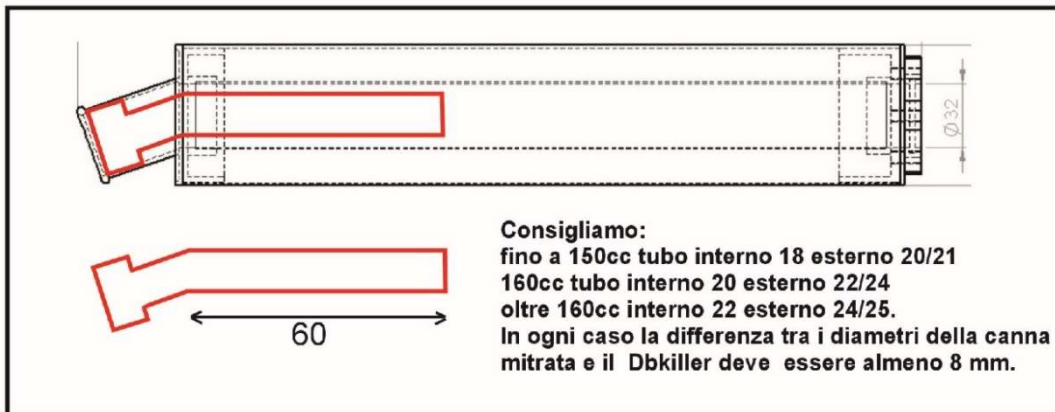 Ø32
60
Consigliamo:
fino a 150cc tubo interno 18 esterno 20/21
160cc tubo interno 20 esterno 22/24
oltre 160cc interno 22 esterno 24/25.
In ogni caso la differenza tra i diametri della canna
mitrata e il Dbkiller deve essere almeno 8 mm.